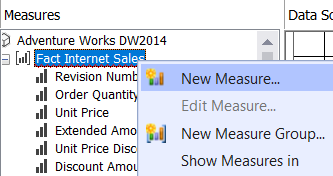 Measures
Data So
Adventure Works DW2014
Fact Internet Sales
Revision Numb
Order Quantity
Unit Price
Extended Amo
Unit Price Disc
Discount Amou
New Measure...
Edit Measure...
New Measure Group...
Show Measures in